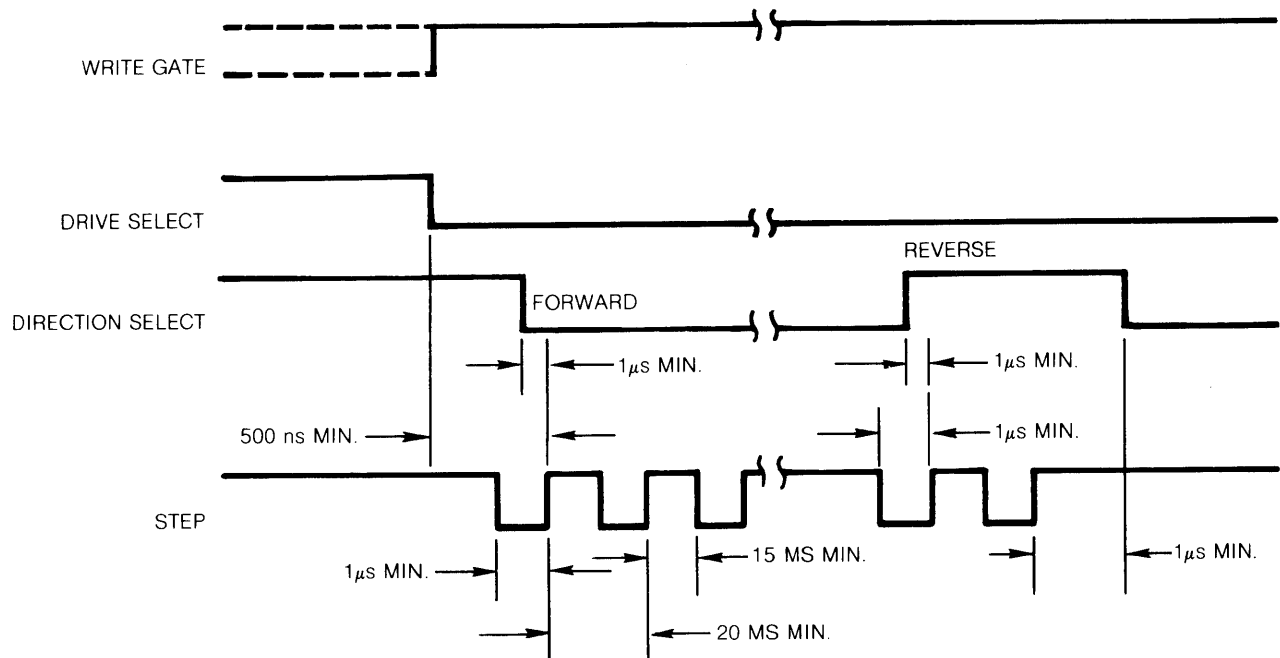 WRITE GATE
DRIVE SELECT
REVERSE
FORWARD
DIRECTION SELECT
1μs MIN.
1μs MIN.
500 ns MIN.
1μs MIN.
STEP
15 MS MIN.
1μs MIN.
1μs MIN.
20 MS MIN.